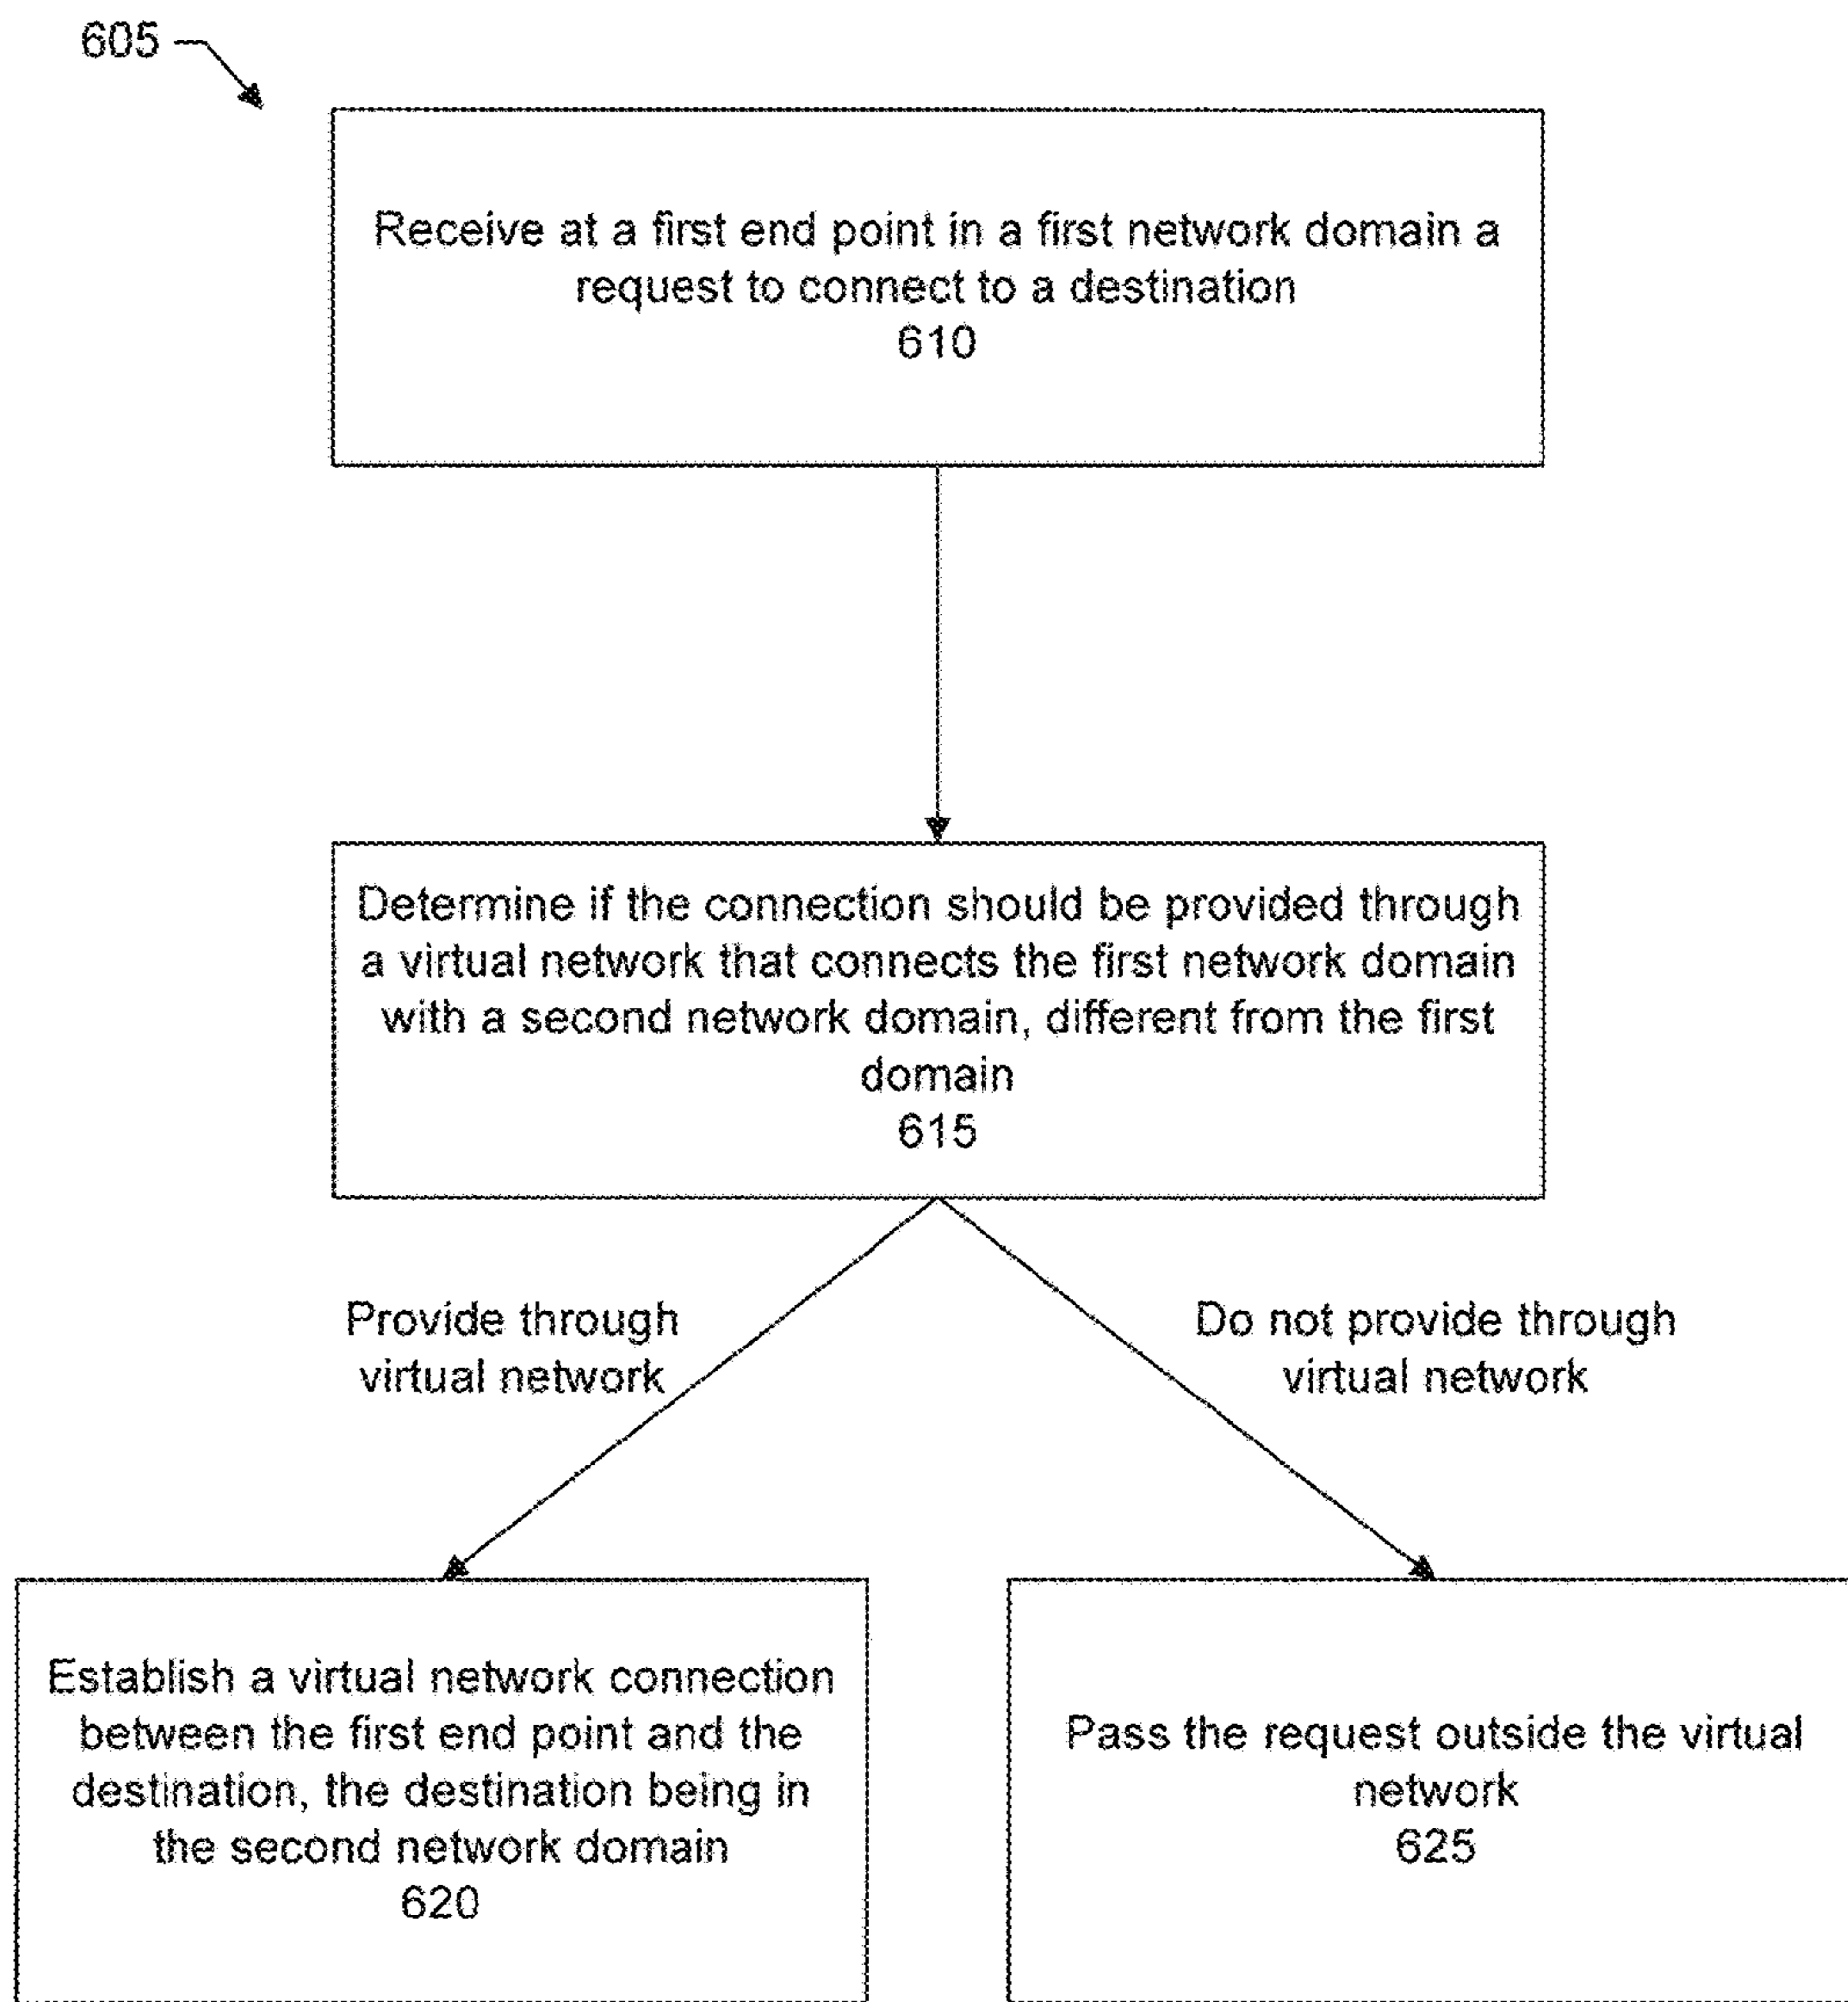 605
Receive at a first end point in a first network domain a
request to connect to a destination
610
Determine if the connection should be provided through
a virtual network that connects the first network domain
with a second network domain, different from the first
domain
615
Provide through
virtual network
Do not provide through
virtual network
Establish a virtual network connection
between the first end point and the
destination, the destination being in
the second network domain
620
Pass the request outside the virtual
network
625